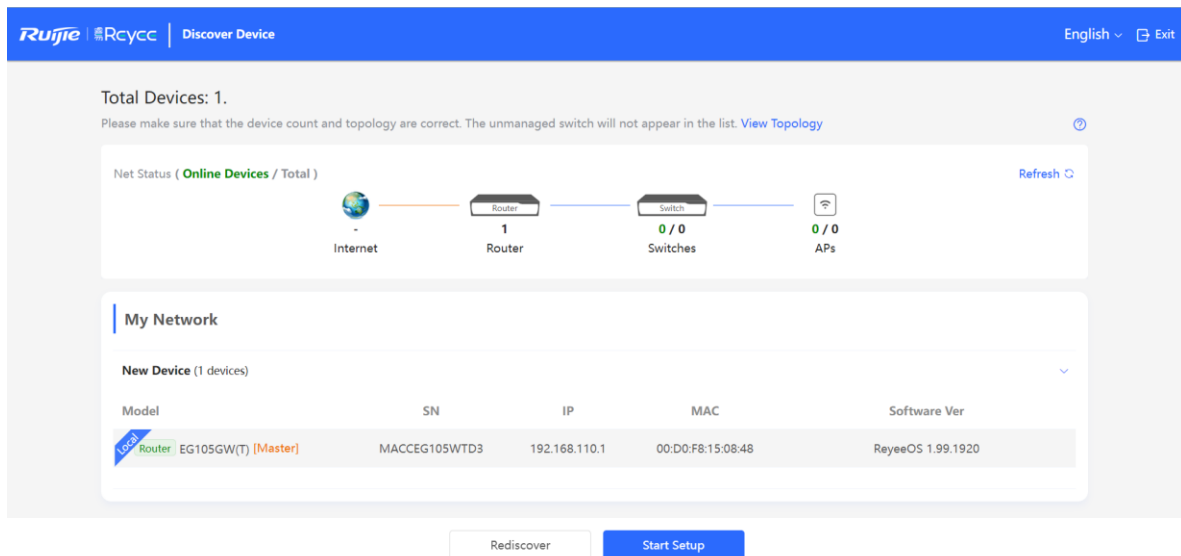 Ruijie Rcycc Discover Device English Exit
Total Devices: 1.
Please make sure that the device count and topology are correct. The unmanaged switch will not appear in the list. View Topology
Net Status ( Online Devices / Total ) Refresh
Router Switch
- 1 0 / 0 0 / 0
Internet Router Switches APs
My Network
New Device (1 devices)
Model SN IP MAC Software Ver
Local Router EG105GW(T) [Master] MACCEG105WTD3 192.168.110.1 00:D0:F8:15:08:48 ReyeeOS 1.99.1920
Rediscover Start Setup